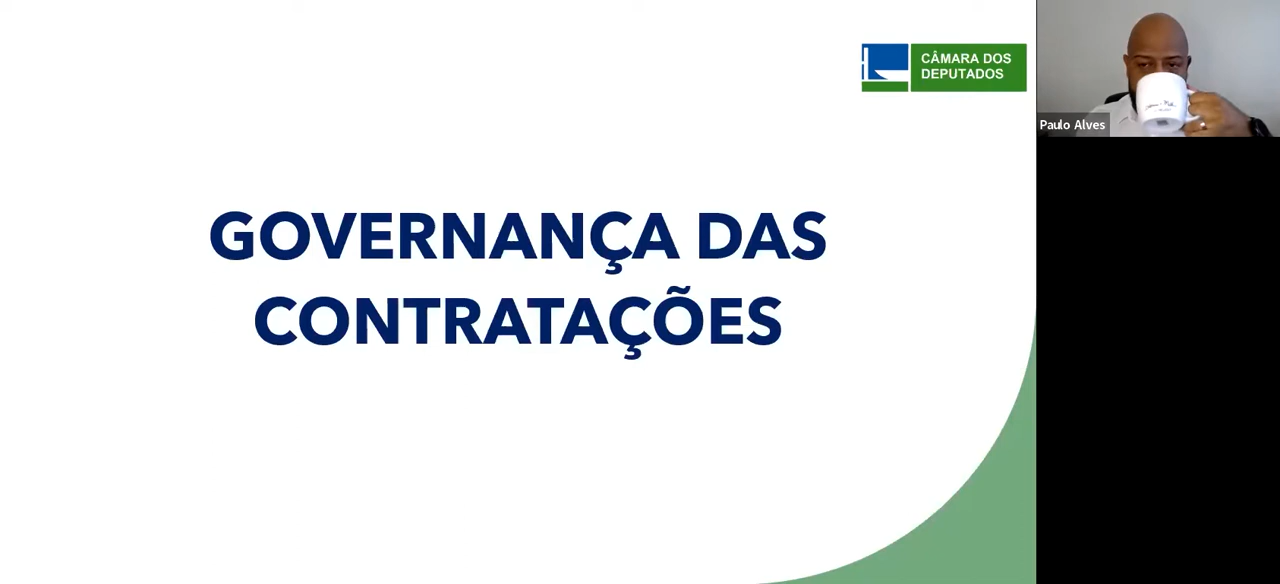 CÂMARA DOS
DEPUTADOS
Paulo Alves
GOVERNANÇA DAS
CONTRATAÇÕES